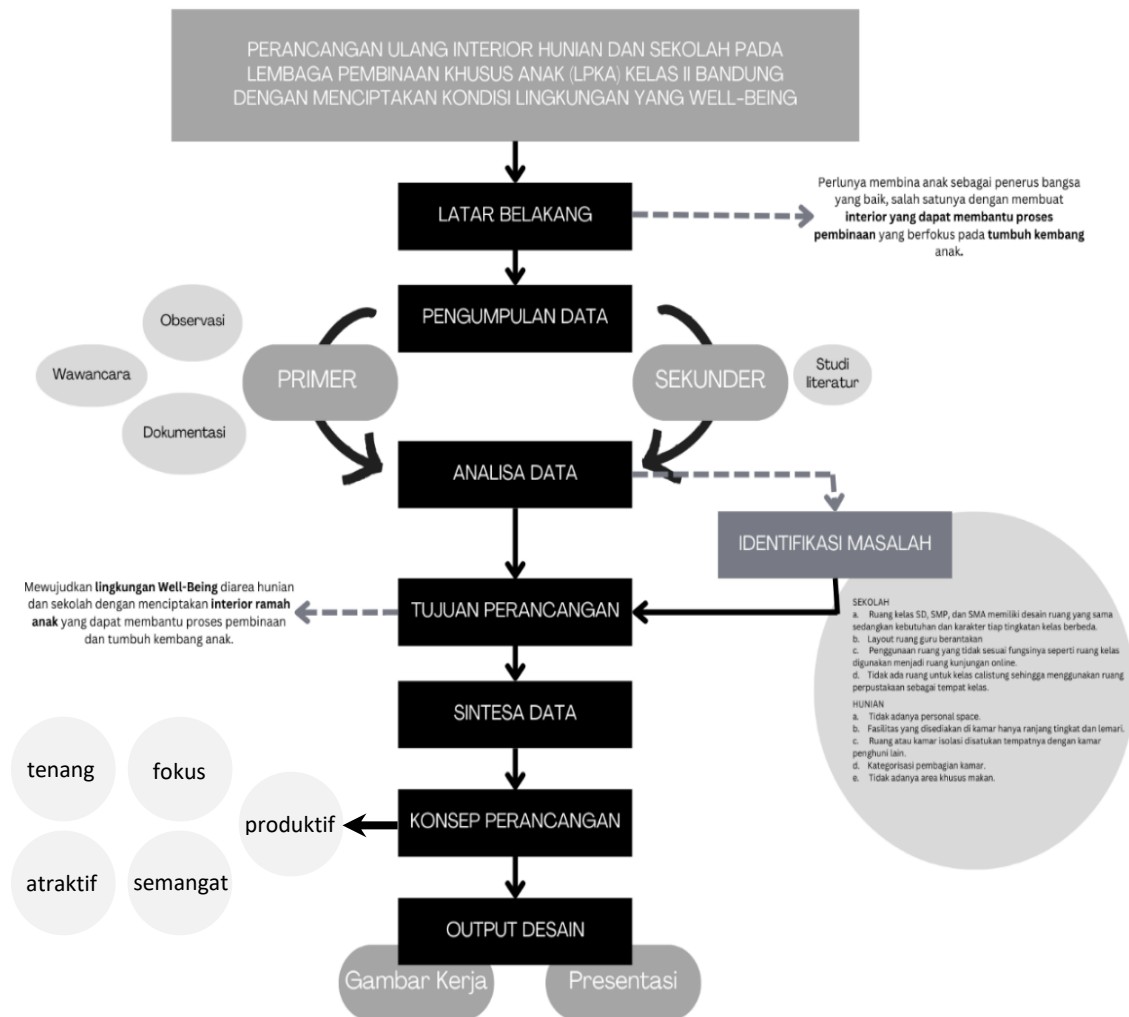 PERANCANGAN ULANG INTERIOR HUNIAN DAN SEKOLAH PADA
LEMBAGA PEMBINAAN KHUSUS ANAK (LPKA) KELAS II BANDUNG
DENGAN MENCIPTAKAN KONDISI LINGKUNGAN YANG WELL-BEING
LATAR BELAKANG
Perlunya membina anak sebagai penerus bangsa
yang baik, salah satunya dengan membuat
interior yang dapat membantu proses
pembinaan yang berfokus pada tumbuh kembang
anak.
PENGUMPULAN DATA
Observasi
Wawancara
Dokumentasi
PRIMER
SEKUNDER
Studi
literatur
ANALISA DATA
IDENTIFIKASI MASALAH
SEKOLAH
a. Ruang kelas SD, SMP, dan SMA memiliki desain ruang yang sama
sedangkan kebutuhan dan karakter tiap tingkatan kelas berbeda.
b. Layout ruang guru berantakan
c. Penggunaan ruang yang tidak sesuai fungsinya seperti ruang kelas
digunakan menjadi ruang kunjungan online.
d. Tidak ada ruang untuk kelas calistung sehingga menggunakan ruang
perpustakaan sebagai tempat kelas.
HUNIAN
a. Tidak adanya personal space.
b. Fasilitas yang disediakan di kamar hanya ranjang tingkat dan lemari.
c. Ruang atau kamar isolasi disatukan tempatnya dengan kamar
penghuni lain.
d. Kategorisasi pembagian kamar.
e. Tidak adanya area khusus makan.
TUJUAN PERANCANGAN
Mewujudkan lingkungan Well-Being diarea hunian
dan sekolah dengan menciptakan interior ramah
anak yang dapat membantu proses pembinaan
dan tumbuh kembang anak.
SINTESA DATA
KONSEP PERANCANGAN
tenang
fokus
produktif
atraktif
semangat
OUTPUT DESAIN
Gambar Kerja
Presentasi